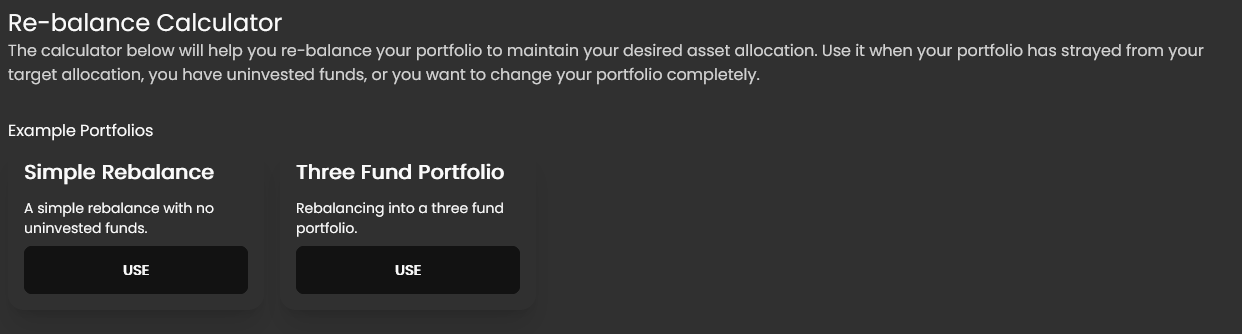 Re-balance Calculator
The calculator below will help you re-balance your portfolio to maintain your desired asset allocation. Use it when your portfolio has strayed from your
target allocation, you have uninvested funds, or you want to change your portfolio completely.
Example Portfolios
Simple Rebalance
A simple rebalance with no
uninvested funds.
USE
Three Fund Portfolio
Rebalancing into a three fund
portfolio.
USE